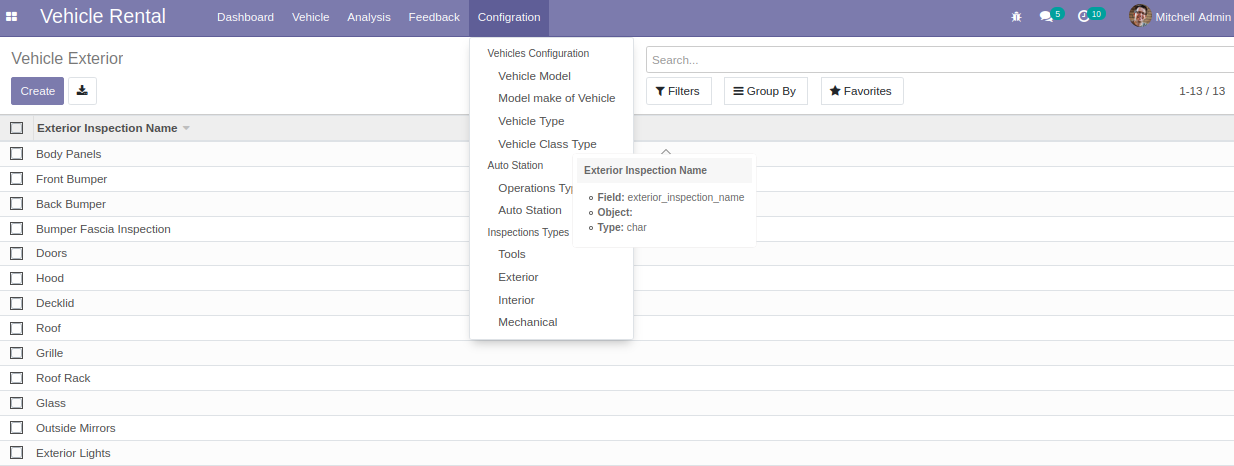 Vehicle Rental Dashboard Vehicle Analysis Feedback Configration 5 10 Mitchell Admin
Vehicle Exterior
Search...
Create
Filters Group By Favorites 1-13 / 13
Exterior Inspection Name
Body Panels
Front Bumper
Back Bumper
Bumper Fascia Inspection
Doors
Hood
Decklid
Roof
Grille
Roof Rack
Glass
Outside Mirrors
Exterior Lights
Vehicles Configuration
Vehicle Model
Model make of Vehicle
Vehicle Type
Vehicle Class Type
Auto Station
Operations
Auto Station
Inspections Types
Tools
Exterior
Interior
Mechanical
Exterior Inspection Name
Field: exterior_inspection_name
Object:
Type: char